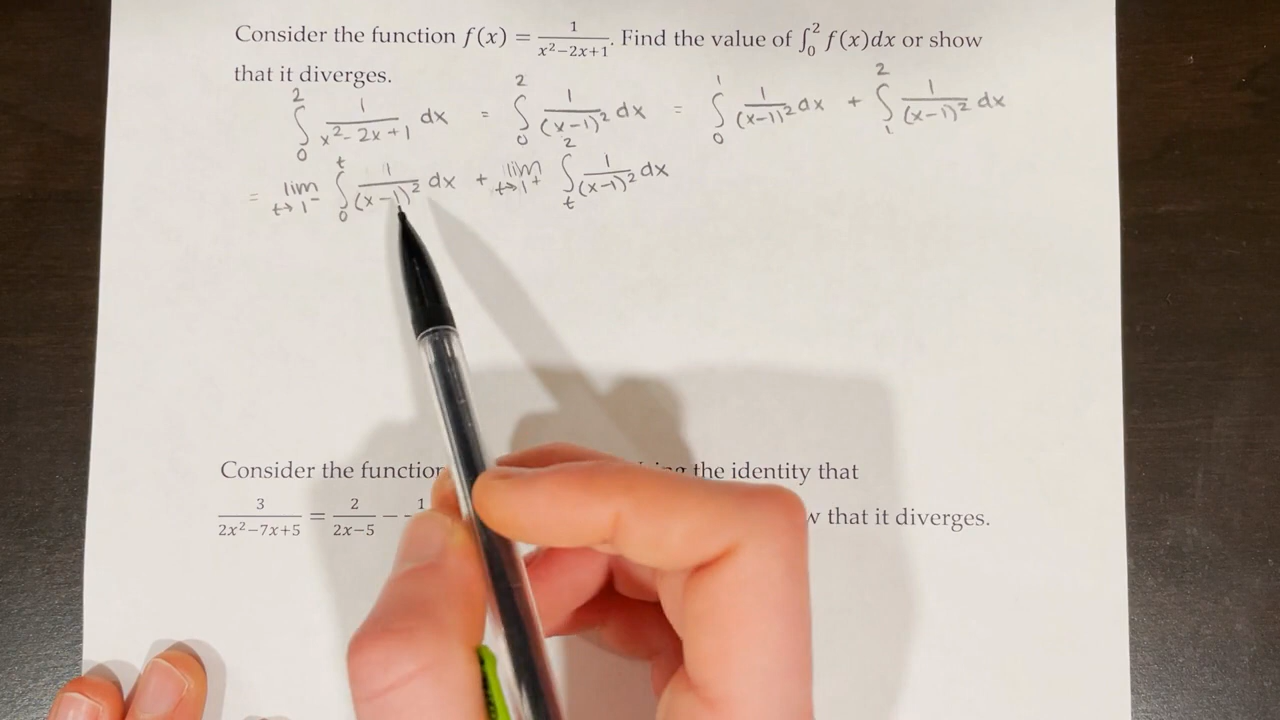 Consider the function f(x) = 1/(x²−2x+1). Find the value of ∫₀² f(x)dx or show
that it diverges.
∫₀² 1/(x²-2x+1) dx = ∫₀² 1/(x-1)² dx = ∫₀¹ 1/(x-1)² dx + ∫₁² 1/(x-1)² dx
= lim t→1⁻ ∫₀ᵗ 1/(x-1)² dx + lim t→1⁺ ∫ₜ² 1/(x-1)² dx
Consider the function the identity that
3/(2x²−7x+5) = 2/(2x−5) − 1 that it diverges.